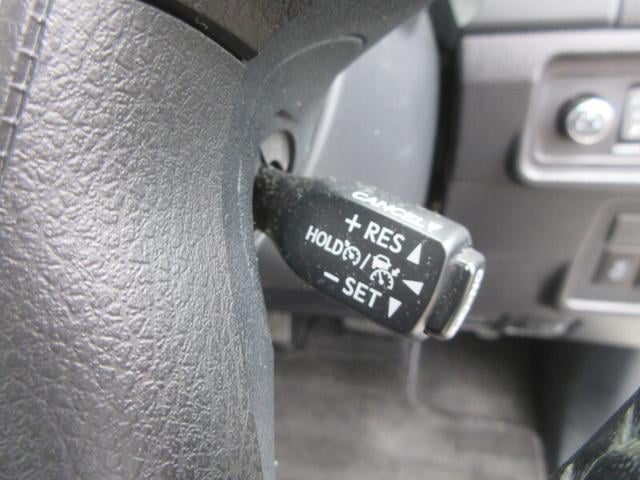 CANCEL
+ RES
HOLD /
− SET